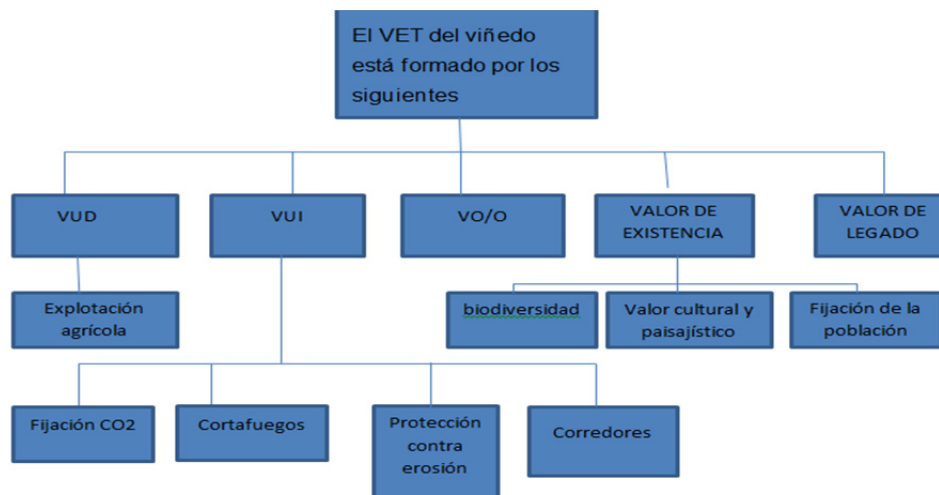 El VET del viñedo
está formado por los
siguientes
VUD
VUI
VO/O
VALOR DE
EXISTENCIA
VALOR DE
LEGADO
Explotación
agrícola
biodiversidad
Valor cultural y
paisajístico
Fijación de la
población
Fijación CO2
Cortafuegos
Protección
contra
erosión
Corredores